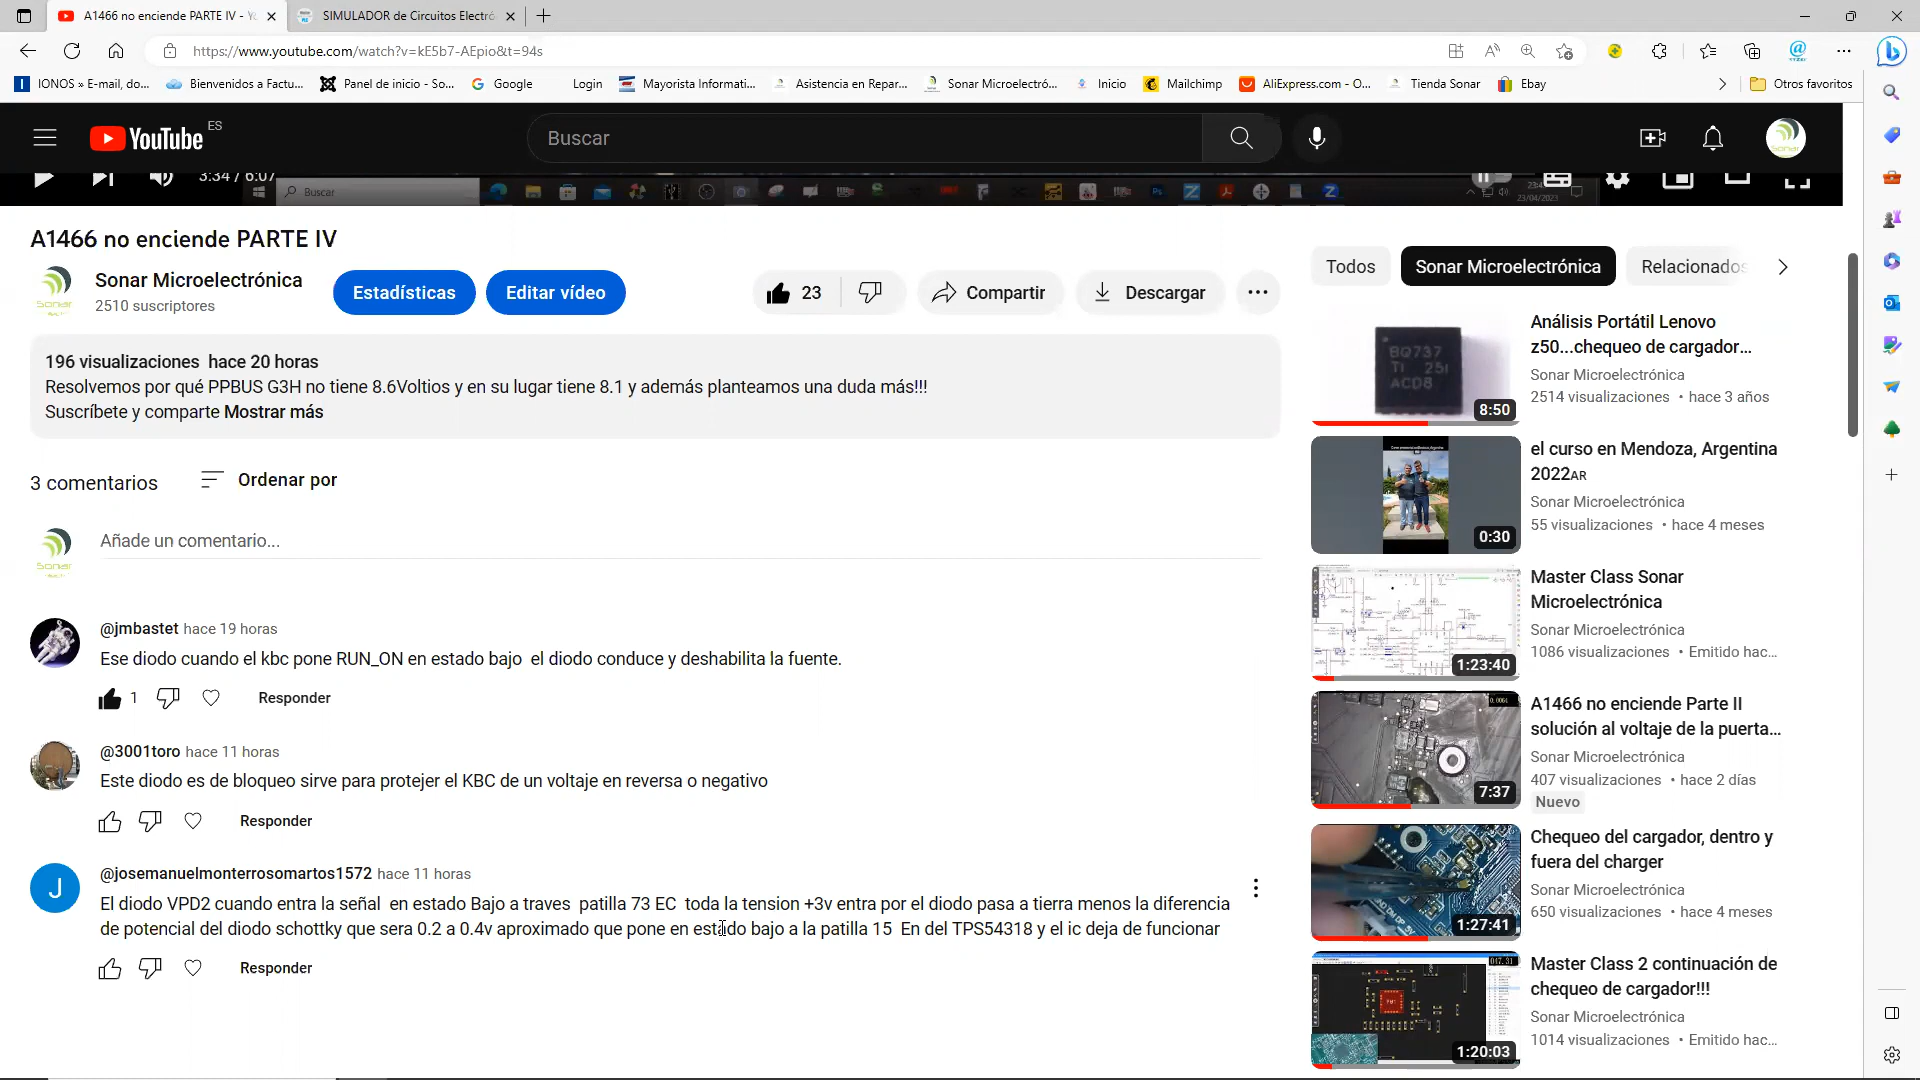 A1466 no enciende PARTE IV - Yo
SIMULADOR de Circuitos Electró
https://www.youtube.com/watch?v=kE5b7-AEpio&t=94s
IONOS » E-mail, do...
Bienvenidos a Factu...
Panel de inicio - So...
Google
Login
Mayorista Informati...
Asistencia en Repar...
Sonar Microelectró...
Inicio
Mailchimp
AliExpress.com - O...
Tienda Sonar
Ebay
Otros favoritos
YouTube ES
Buscar
3:34 / 6:07
Buscar
23/04/2023
A1466 no enciende PARTE IV
Sonar Microelectrónica
2510 suscriptores
Estadísticas
Editar vídeo
23
Compartir
Descargar
196 visualizaciones hace 20 horas
Resolvemos por qué PPBUS G3H no tiene 8.6Voltios y en su lugar tiene 8.1 y además planteamos una duda más!!!
Suscríbete y comparte Mostrar más
3 comentarios
Ordenar por
Sonar
Añade un comentario...
@jmbastet hace 19 horas
Ese diodo cuando el kbc pone RUN_ON en estado bajo el diodo conduce y deshabilita la fuente.
1
Responder
@3001toro hace 11 horas
Este diodo es de bloqueo sirve para protejer el KBC de un voltaje en reversa o negativo
Responder
J
@josemanuelmonterrosomartos1572 hace 11 horas
El diodo VPD2 cuando entra la señal en estado Bajo a traves patilla 73 EC toda la tension +3v entra por el diodo pasa a tierra menos la diferencia
de potencial del diodo schottky que sera 0.2 a 0.4v aproximado que pone en estado bajo a la patilla 15 En del TPS54318 y el ic deja de funcionar
Responder
Todos
Sonar Microelectrónica
Relacionados
BQ737
TI 25I
ACD8
8:50
Análisis Portátil Lenovo
z50...chequeo de cargador...
Sonar Microelectrónica
2514 visualizaciones • hace 3 años
0:30
el curso en Mendoza, Argentina
2022AR
Sonar Microelectrónica
55 visualizaciones • hace 4 meses
1:23:40
Master Class Sonar
Microelectrónica
Sonar Microelectrónica
1086 visualizaciones • Emitido hac...
7:37
A1466 no enciende Parte II
solución al voltaje de la puerta...
Sonar Microelectrónica
407 visualizaciones • hace 2 días
Nuevo
1:27:41
Chequeo del cargador, dentro y
fuera del charger
Sonar Microelectrónica
650 visualizaciones • hace 4 meses
1:20:03
Master Class 2 continuación de
chequeo de cargador!!!
Sonar Microelectrónica
1014 visualizaciones • Emitido hac...